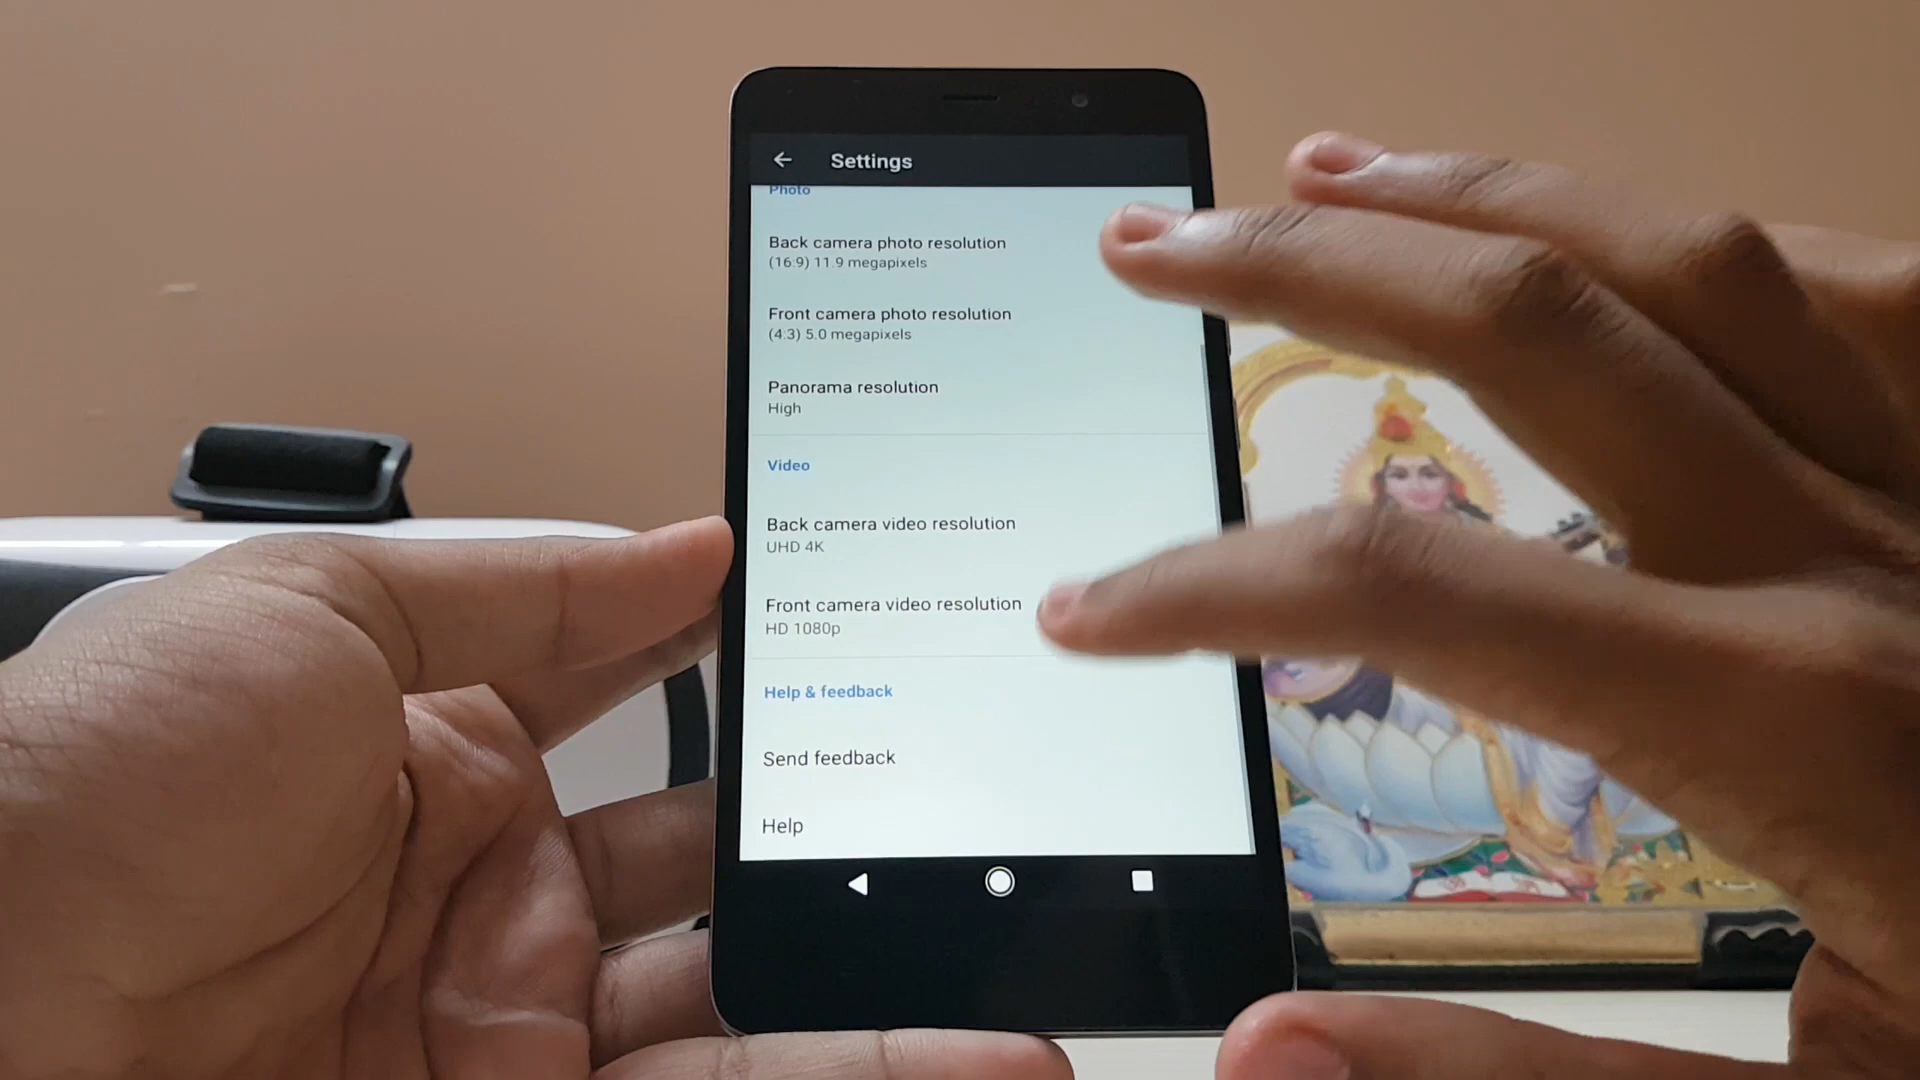 Settings
Photo
Back camera photo resolution
(16:9) 11.9 megapixels
Front camera photo resolution
(4:3) 5.0 megapixels
Panorama resolution
High
Video
Back camera video resolution
UHD 4K
Front camera video resolution
HD 1080p
Help & feedback
Send feedback
Help